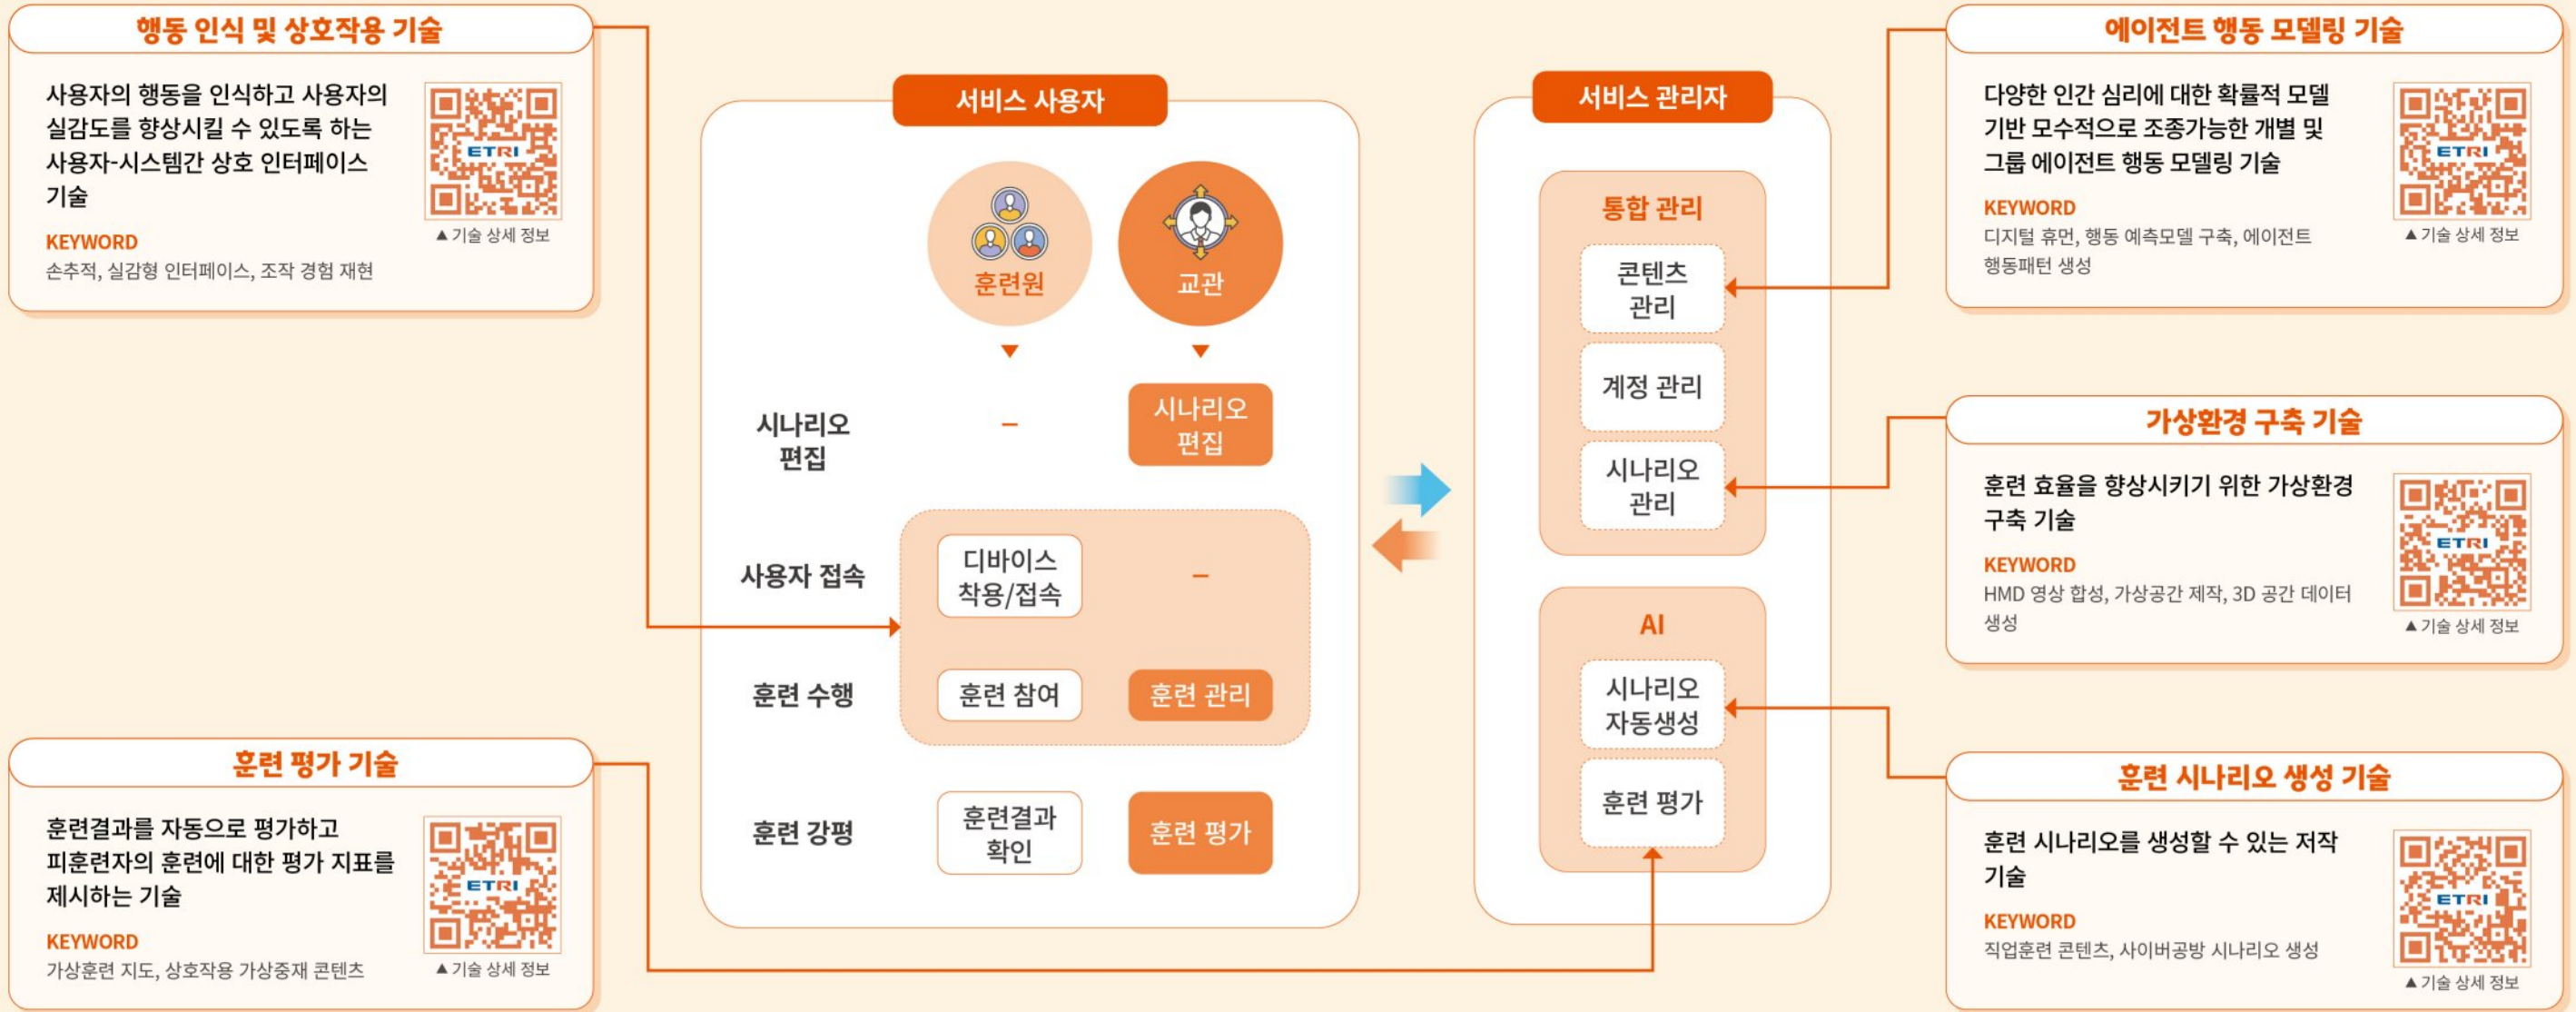 행동 인식 및 상호작용 기술
사용자의 행동을 인식하고 사용자의
실감도를 향상시킬 수 있도록 하는
사용자-시스템간 상호 인터페이스
기술
KEYWORD
손추적, 실감형 인터페이스, 조작 경험 재현
ETRI
▲ 기술 상세 정보
훈련 평가 기술
훈련결과를 자동으로 평가하고
피훈련자의 훈련에 대한 평가 지표를
제시하는 기술
KEYWORD
가상훈련 지도, 상호작용 가상중재 콘텐츠
ETRI
▲ 기술 상세 정보
서비스 사용자
훈련원
교관
시나리오
편집
–
시나리오
편집
사용자 접속
디바이스
착용/접속
–
훈련 수행
훈련 참여
훈련 관리
훈련 강평
훈련결과
확인
훈련 평가
서비스 관리자
통합 관리
콘텐츠
관리
계정 관리
시나리오
관리
AI
시나리오
자동생성
훈련 평가
에이전트 행동 모델링 기술
다양한 인간 심리에 대한 확률적 모델
기반 모수적으로 조종가능한 개별 및
그룹 에이전트 행동 모델링 기술
KEYWORD
디지털 휴먼, 행동 예측모델 구축, 에이전트
행동패턴 생성
ETRI
▲ 기술 상세 정보
가상환경 구축 기술
훈련 효율을 향상시키기 위한 가상환경
구축 기술
KEYWORD
HMD 영상 합성, 가상공간 제작, 3D 공간 데이터
생성
ETRI
▲ 기술 상세 정보
훈련 시나리오 생성 기술
훈련 시나리오를 생성할 수 있는 저작
기술
KEYWORD
직업훈련 콘텐츠, 사이버공방 시나리오 생성
ETRI
▲ 기술 상세 정보